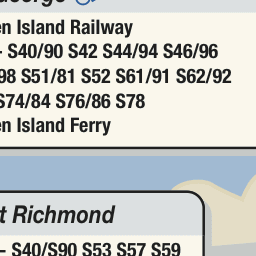 en Island Railway
- S40/90 S42 S44/94 S46/96
98 S51/81 S52 S61/91 S62/92
S74/84 S76/86 S78
en Island Ferry
t Richmond
- S40/S90 S53 S57 S59